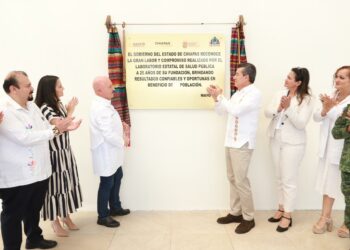 CHIAPAS
EL GOBIERNO DEL ESTADO DE CHIAPAS RECONOCE
LA GRAN LABOR Y COMPROMISO REALIZADO POR EL
LABORATORIO ESTATAL DE SALUD PÚBLICA
A 25 AÑOS DE SU FUNDACIÓN, BRINDANDO
RESULTADOS CONFIABLES Y OPORTUNOS EN
BENEFICIO DE POBLACIÓN.